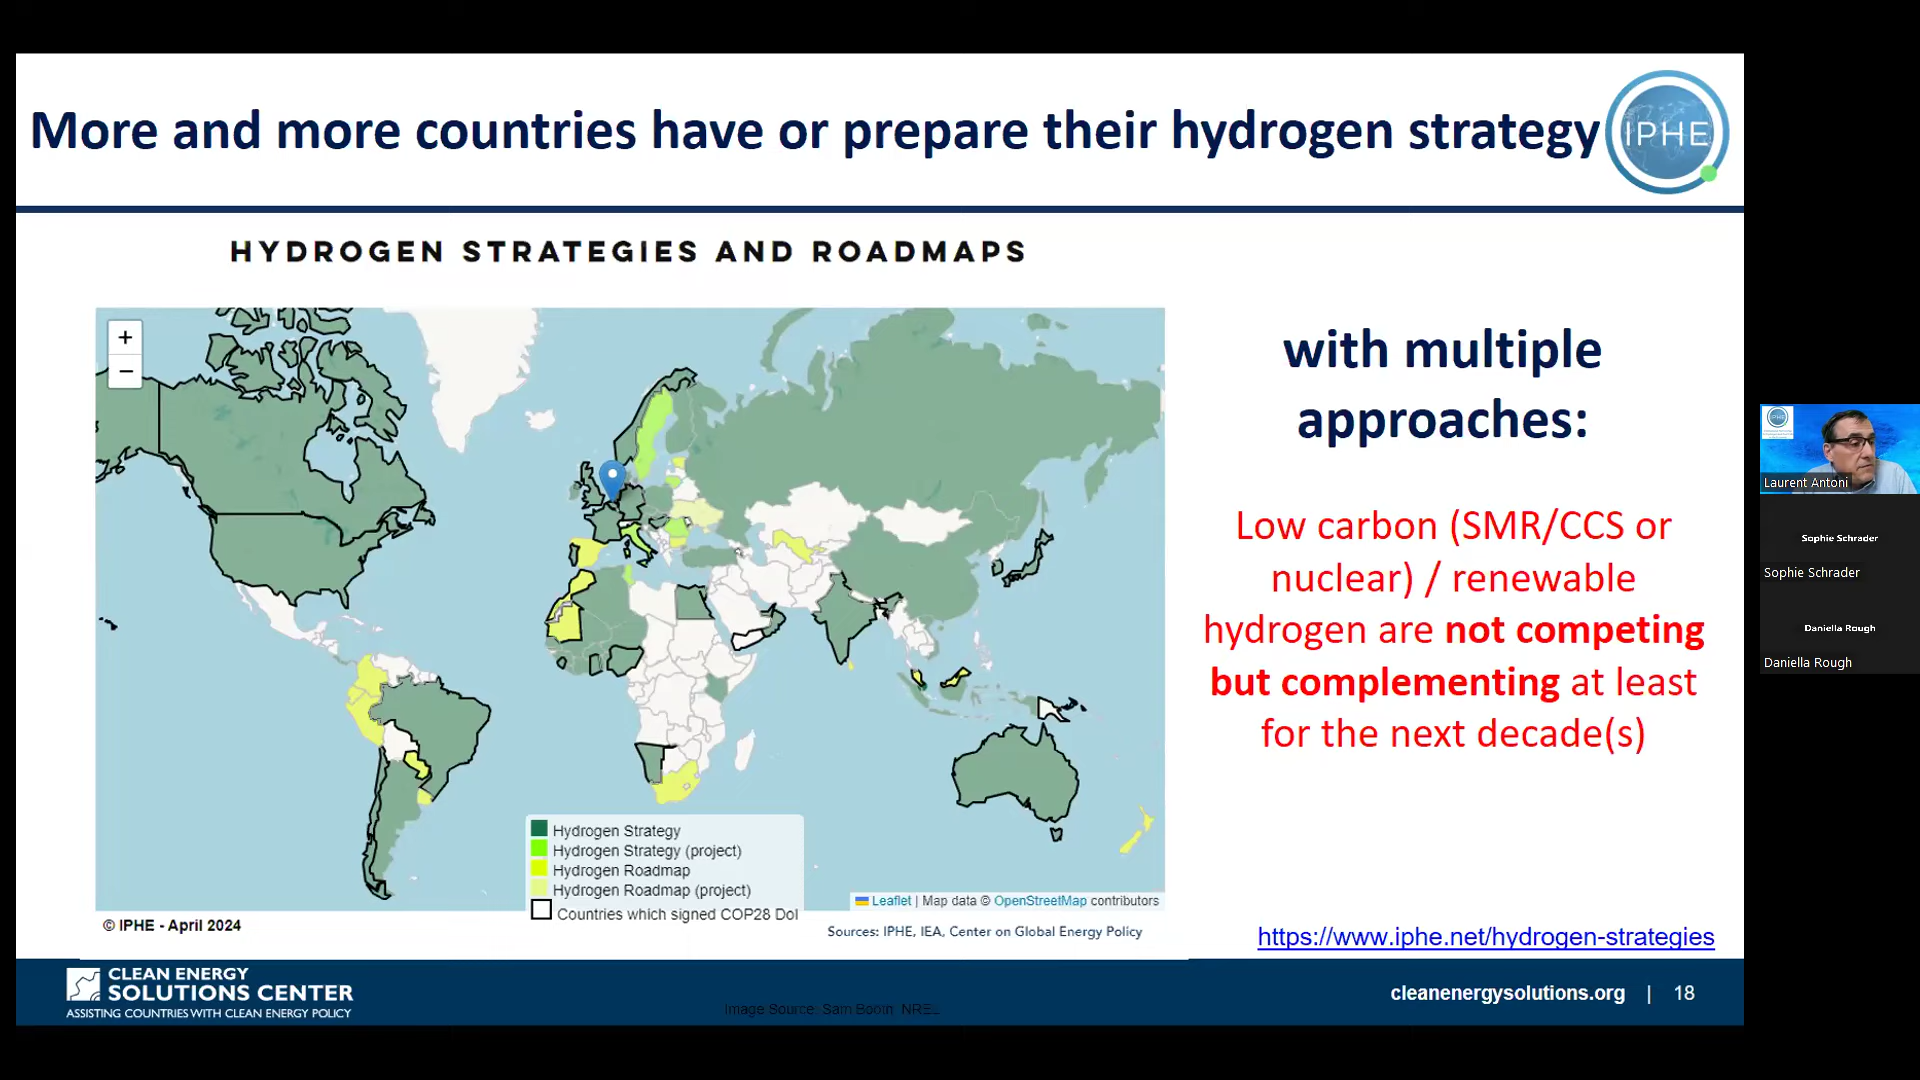 More and more countries have or prepare their hydrogen strategy
IPHE
HYDROGEN STRATEGIES AND ROADMAPS
+
−
Hydrogen Strategy
Hydrogen Strategy (project)
Hydrogen Roadmap
Hydrogen Roadmap (project)
Countries which signed COP28 DoI
Leaflet | Map data © OpenStreetMap contributors
© IPHE - April 2024
Sources: IPHE, IEA, Center on Global Energy Policy
with multiple
approaches:
Low carbon (SMR/CCS or
nuclear) / renewable
hydrogen are not competing
but complementing at least
for the next decade(s)
https://www.iphe.net/hydrogen-strategies
CLEAN ENERGY
SOLUTIONS CENTER
ASSISTING COUNTRIES WITH CLEAN ENERGY POLICY
Image Source: Sam Booth, NREL
cleanenergysolutions.org | 18
IPHE
Laurent Antoni
Sophie Schrader
Sophie Schrader
Daniella Rough
Daniella Rough